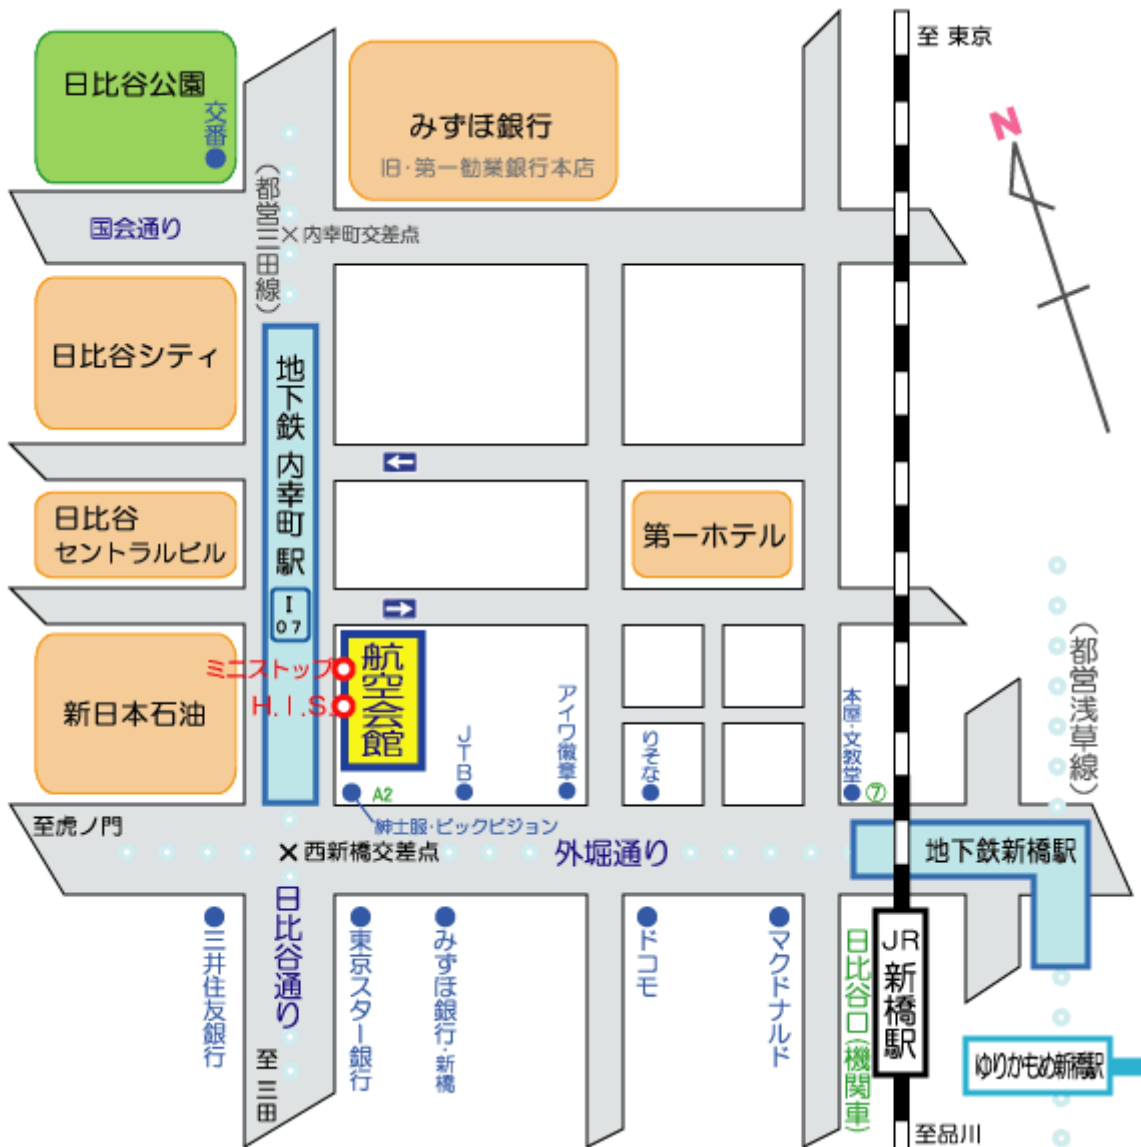 至 東京
日比谷公園
交番
みずほ銀行
旧・第一勧業銀行本店
N
(都営三田線)
国会通り
×内幸町交差点
日比谷シティ
地下鉄 内幸町 駅
I
07
←
日比谷
セントラルビル
第一ホテル
→
新日本石油
ミニストップ
H.I.S.
航空会館
JTB
アイワ徽章
りそな
本屋・文教堂
⑦
(都営浅草線)
A2
紳士服・ビックビジョン
至虎ノ門
×西新橋交差点
外堀通り
地下鉄新橋駅
日比谷通り
三井住友銀行
東京スター銀行
みずほ銀行・新橋
ドコモ
マクドナルド
日比谷口(機関車)
JR
新橋駅
ゆりかもめ新橋駅
至 三田
至品川